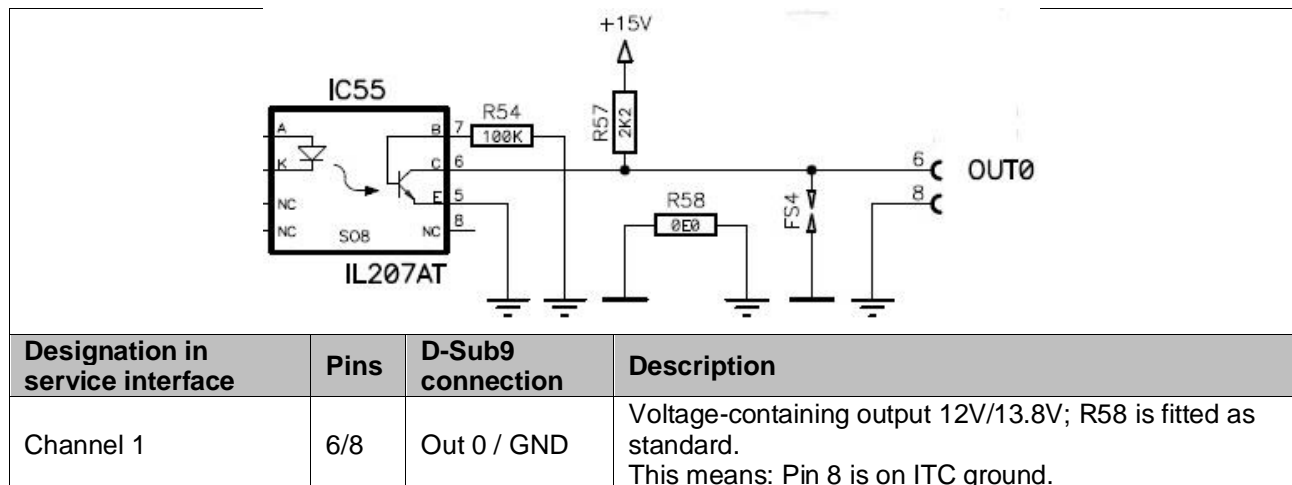 +15V
IC55
R54
100K
R57
2K2
A
K
NC
NC
B 7
C 6
E 5
NC 8
SO8
IL207AT
R58
0E0
FS4
6
8
OUT0
Designation in service interface
Pins
D-Sub9 connection
Description
Channel 1
6/8
Out 0 / GND
Voltage-containing output 12V/13.8V; R58 is fitted as
standard.
This means: Pin 8 is on ITC ground.